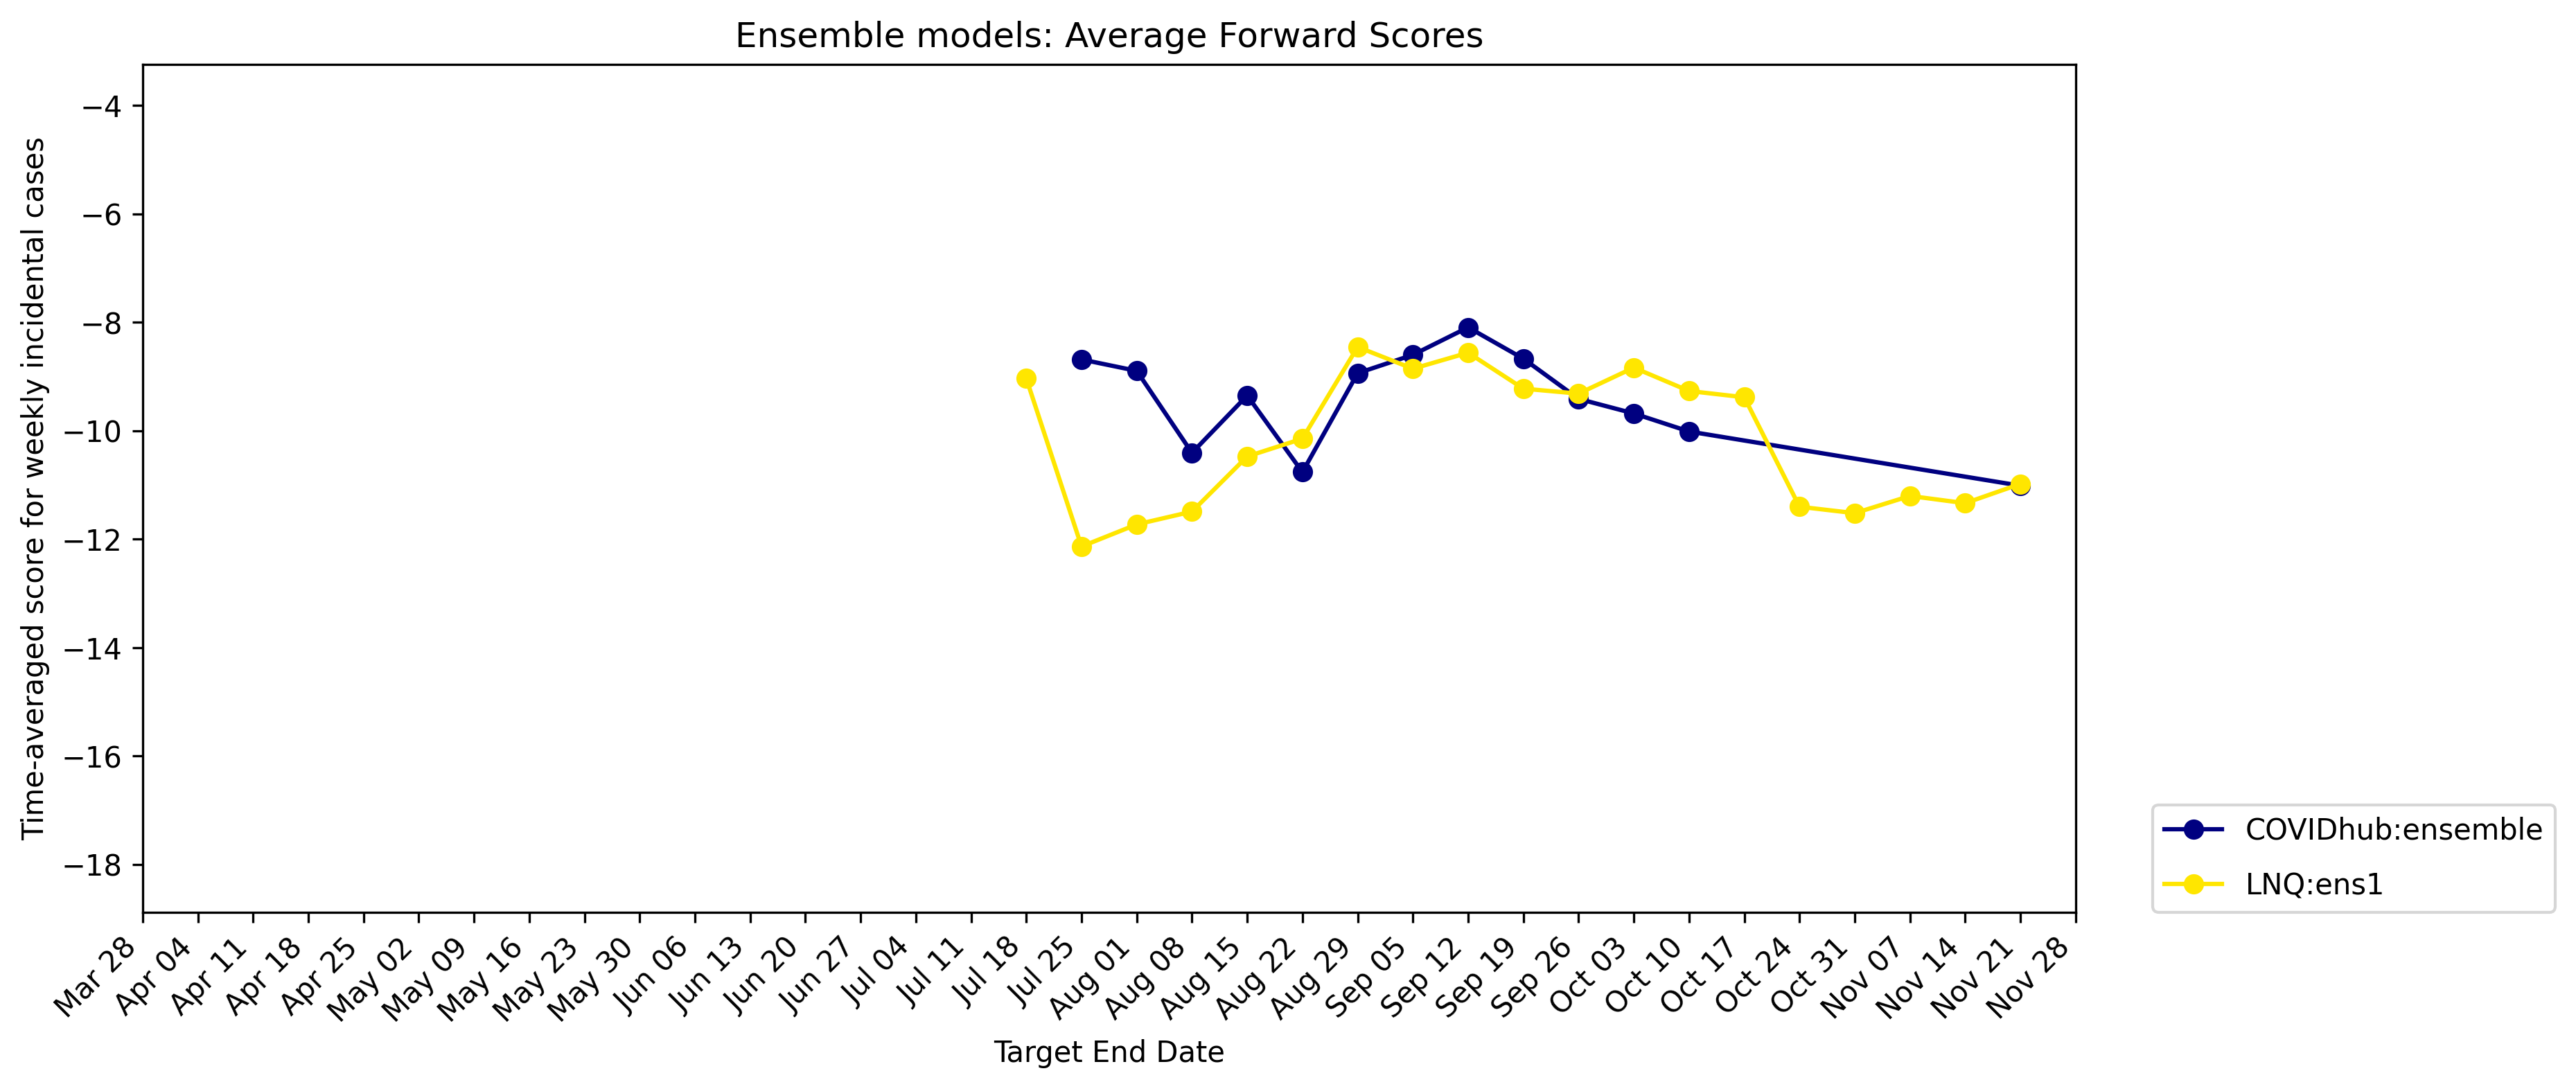 Ensemble models: Average Forward Scores
Time-averaged score for weekly incidental cases
−4
−6
−8
−10
−12
−14
−16
−18
Mar 28
Apr 04
Apr 11
Apr 18
Apr 25
May 02
May 09
May 16
May 23
May 30
Jun 06
Jun 13
Jun 20
Jun 27
Jul 04
Jul 11
Jul 18
Jul 25
Aug 01
Aug 08
Aug 15
Aug 22
Aug 29
Sep 05
Sep 12
Sep 19
Sep 26
Oct 03
Oct 10
Oct 17
Oct 24
Oct 31
Nov 07
Nov 14
Nov 21
Nov 28
Target End Date
COVIDhub:ensemble
LNQ:ens1